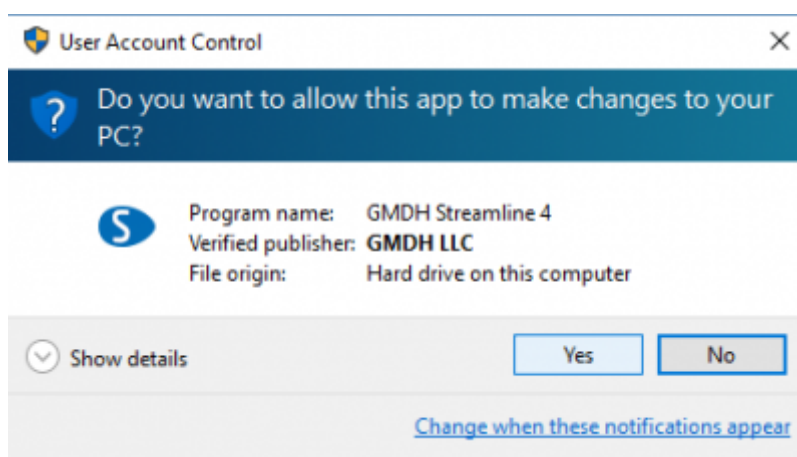 User Account Control
Do you want to allow this app to make changes to your
PC?
S
Program name: GMDH Streamline 4
Verified publisher: GMDH LLC
File origin: Hard drive on this computer
Show details
Yes No
Change when these notifications appear